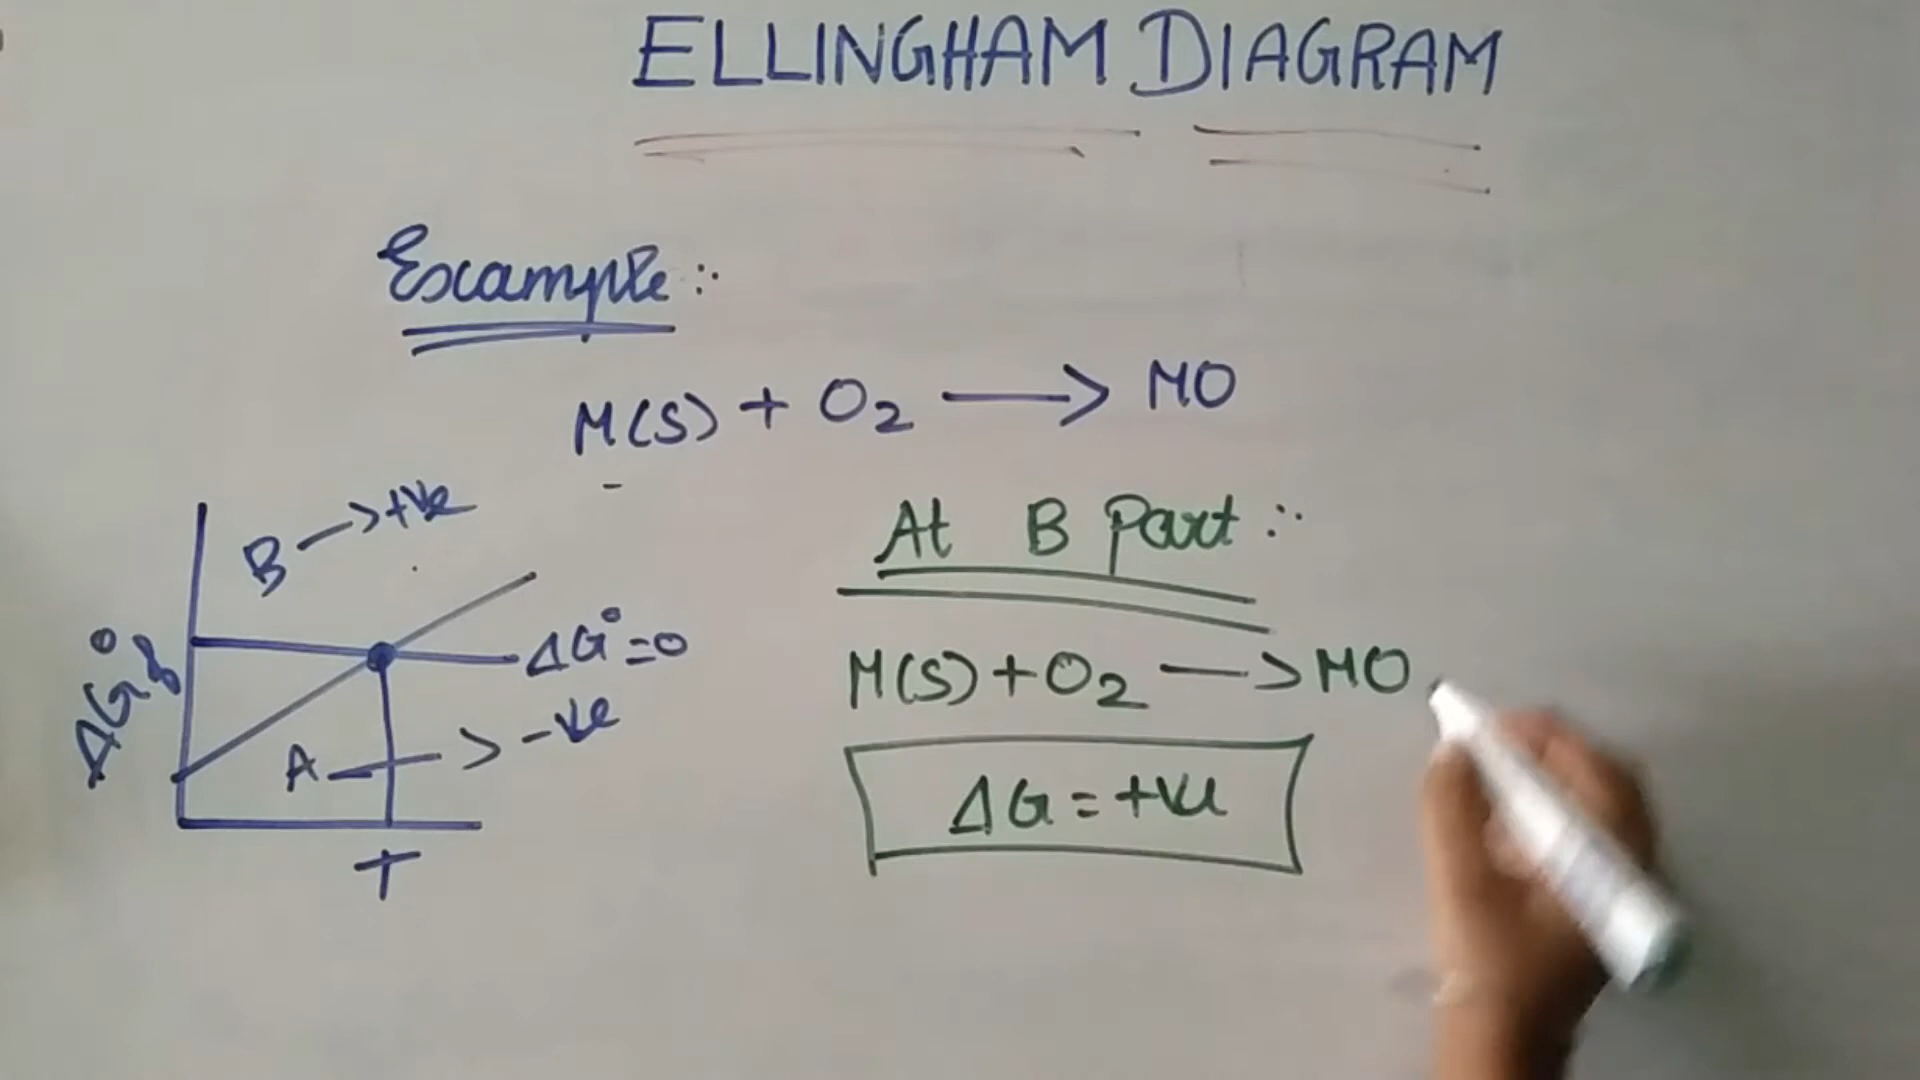 ELLINGHAM DIAGRAM
Example :
M(S) + O₂ → MO
B → +ve
ΔG°f
ΔG° = 0
A → -ve
T
At B Part :
M(S) + O₂ → MO
ΔG = +ve